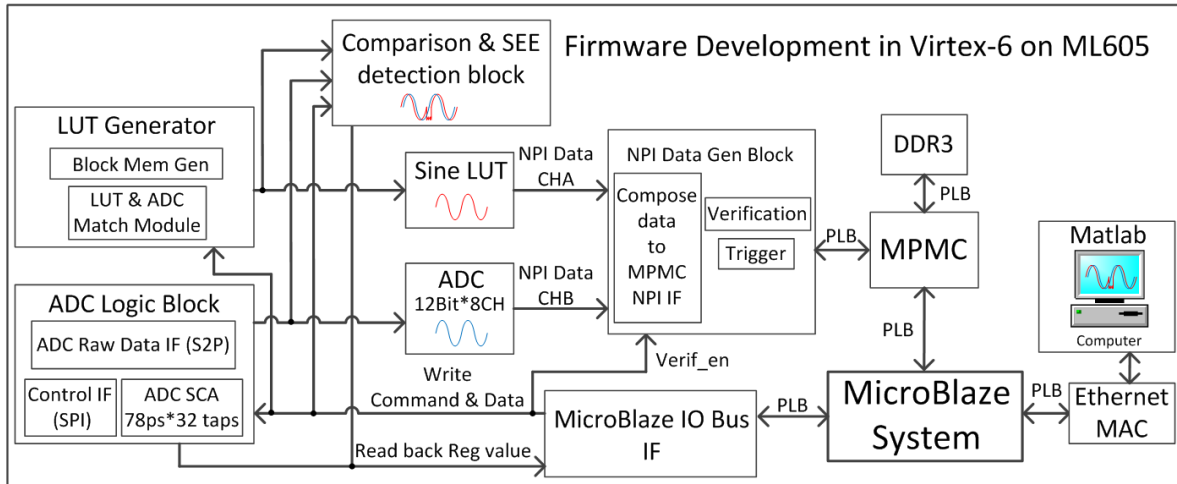 Firmware Development in Virtex-6 on ML605
Comparison & SEE
detection block
LUT Generator
Block Mem Gen
LUT & ADC
Match Module
Sine LUT
NPI Data
CHA
NPI Data Gen Block
Compose
data
to
MPMC
NPI IF
Verification
Trigger
DDR3
PLB
PLB
MPMC
PLB
Matlab
Computer
ADC Logic Block
ADC Raw Data IF (S2P)
Control IF
(SPI)
ADC SCA
78ps*32 taps
ADC
12Bit*8CH
NPI Data
CHB
Verif_en
Write
Command & Data
Read back Reg value
MicroBlaze IO Bus
IF
PLB
MicroBlaze
System
PLB
Ethernet
MAC